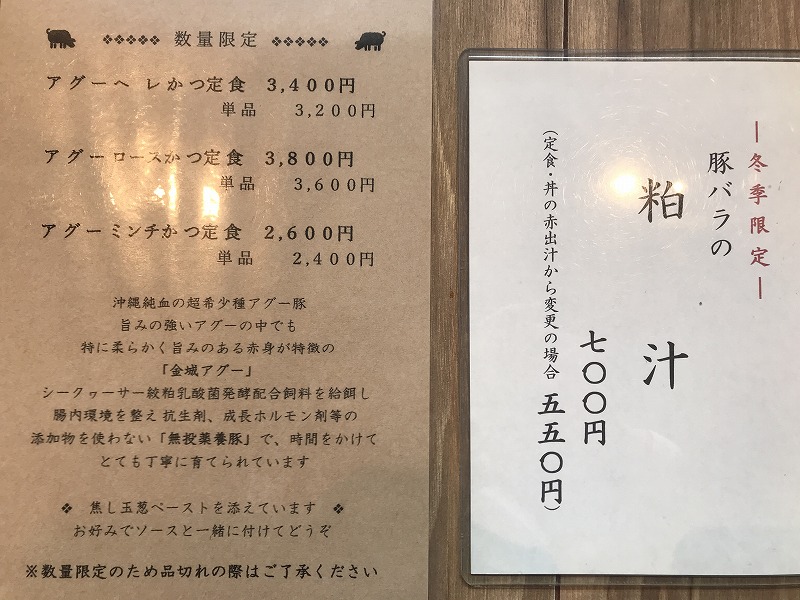 数量限定
アグーヘレかつ定食 3,400円
単品 3,200円
アグーロースかつ定食 3,800円
単品 3,600円
アグーミンチかつ定食 2,600円
単品 2,400円
沖縄純血の超希少種アグー豚
旨みの強いアグーの中でも
特に柔らかく旨みのある赤身が特徴の
「金城アグー」
シークヮーサー絞粕乳酸菌発酵配合飼料を給餌し
腸内環境を整え 抗生剤、成長ホルモン剤等の
添加物を使わない「無投薬養豚」で、時間をかけて
とても丁寧に育てられています
❖ 焦し玉葱ペーストを添えています ❖
お好みでソースと一緒に付けてどうぞ
※数量限定のため品切れの際はご了承ください
―冬季限定―
豚バラの
粕汁
七〇〇円
(定食・丼の赤出汁から変更の場合 五五〇円)